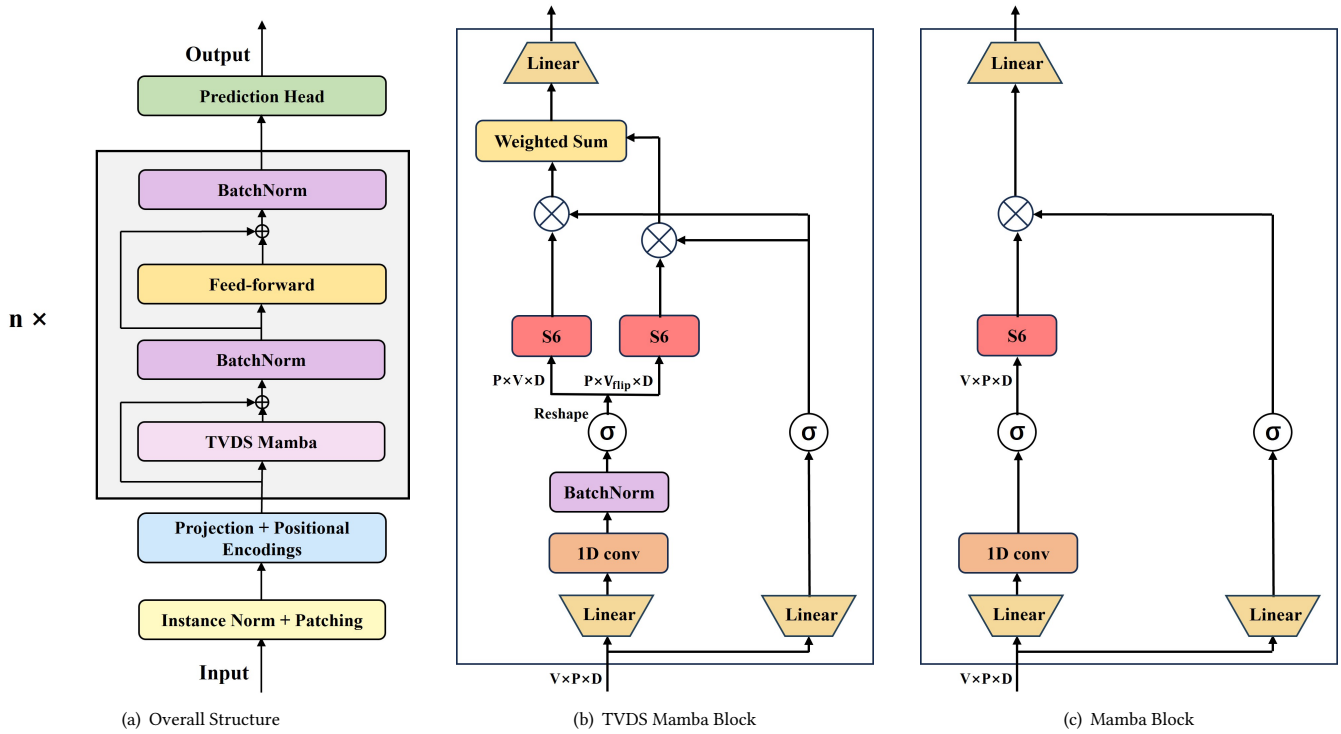 Output
Prediction Head
BatchNorm
⊕
Feed-forward
n ×
BatchNorm
⊕
TVDS Mamba
Projection + Positional
Encodings
Instance Norm + Patching
Input
(a) Overall Structure
Linear
Weighted Sum
⊗
⊗
S6
S6
P×V×D
P×V_flip×D
Reshape
σ
σ
BatchNorm
1D conv
Linear
Linear
V×P×D
(b) TVDS Mamba Block
Linear
⊗
S6
V×P×D
σ
σ
1D conv
Linear
Linear
V×P×D
(c) Mamba Block